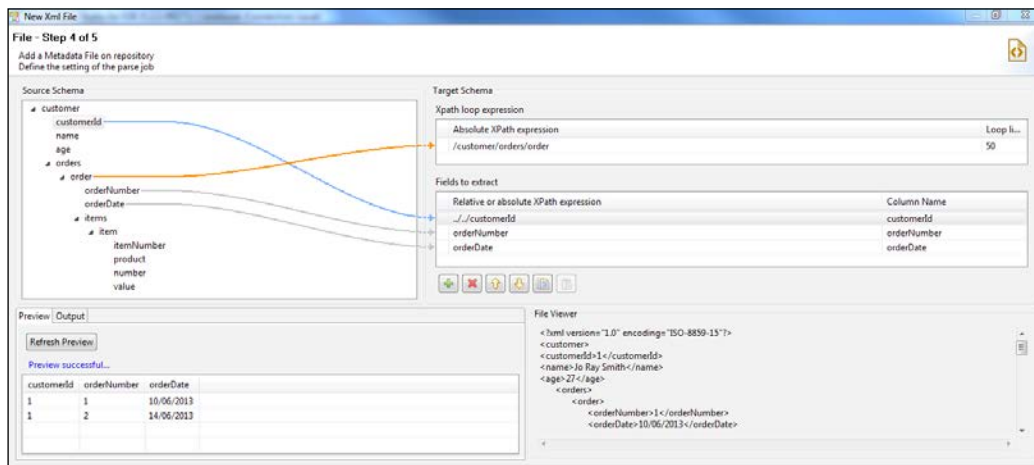 New Xml File
File - Step 4 of 5
Add a Metadata File on repository
Define the setting of the parse job
Source Schema
customer
customerId
name
age
orders
order
orderNumber
orderDate
items
item
itemNumber
product
number
value
Target Schema
Xpath loop expression
Absolute XPath expression Loop li...
/customer/orders/order 50
Fields to extract
Relative or absolute XPath expression Column Name
../../customerId customerId
orderNumber orderNumber
orderDate orderDate
Preview Output
Refresh Preview
Preview successful...
customerId orderNumber orderDate
1 1 10/06/2013
1 2 14/06/2013
File Viewer
<?xml version="1.0" encoding="ISO-8859-15"?>
<customer>
<customerId>1</customerId>
<name>Jo Ray Smith</name>
<age>27</age>
<orders>
<order>
<orderNumber>1</orderNumber>
<orderDate>10/06/2013</orderDate>